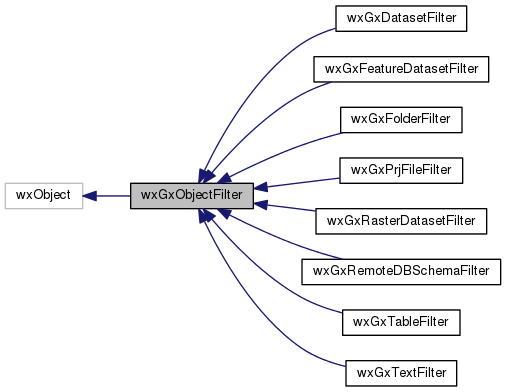 wxGxDatasetFilter
wxGxFeatureDatasetFilter
wxGxFolderFilter
wxGxPrjFileFilter
wxObject
wxGxObjectFilter
wxGxRasterDatasetFilter
wxGxRemoteDBSchemaFilter
wxGxTableFilter
wxGxTextFilter